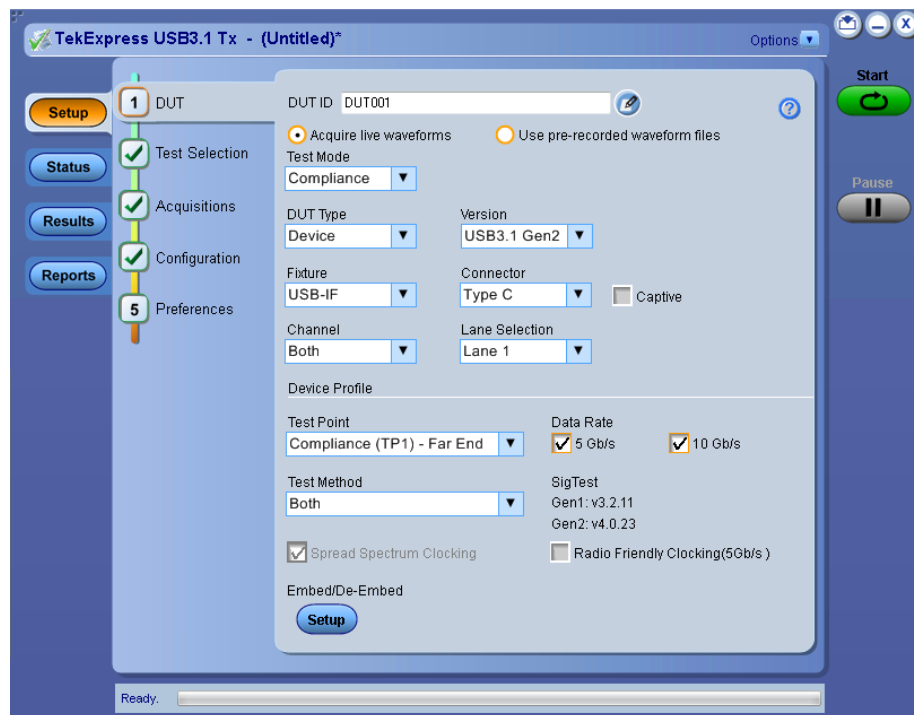 TekExpress USB3.1 Tx - (Untitled)*
Options
Start
Pause
Setup
Status
Results
Reports
1 DUT
Test Selection
Acquisitions
Configuration
5 Preferences
DUT ID DUT001
Acquire live waveforms Use pre-recorded waveform files
Test Mode
Compliance
DUT Type Version
Device USB3.1 Gen2
Fixture Connector
USB-IF Type C Captive
Channel Lane Selection
Both Lane 1
Device Profile
Test Point Data Rate
Compliance (TP1) - Far End 5 Gb/s 10 Gb/s
Test Method SigTest
Both Gen1: v3.2.11
Gen2: v4.0.23
Spread Spectrum Clocking Radio Friendly Clocking(5Gb/s )
Embed/De-Embed
Setup
Ready.